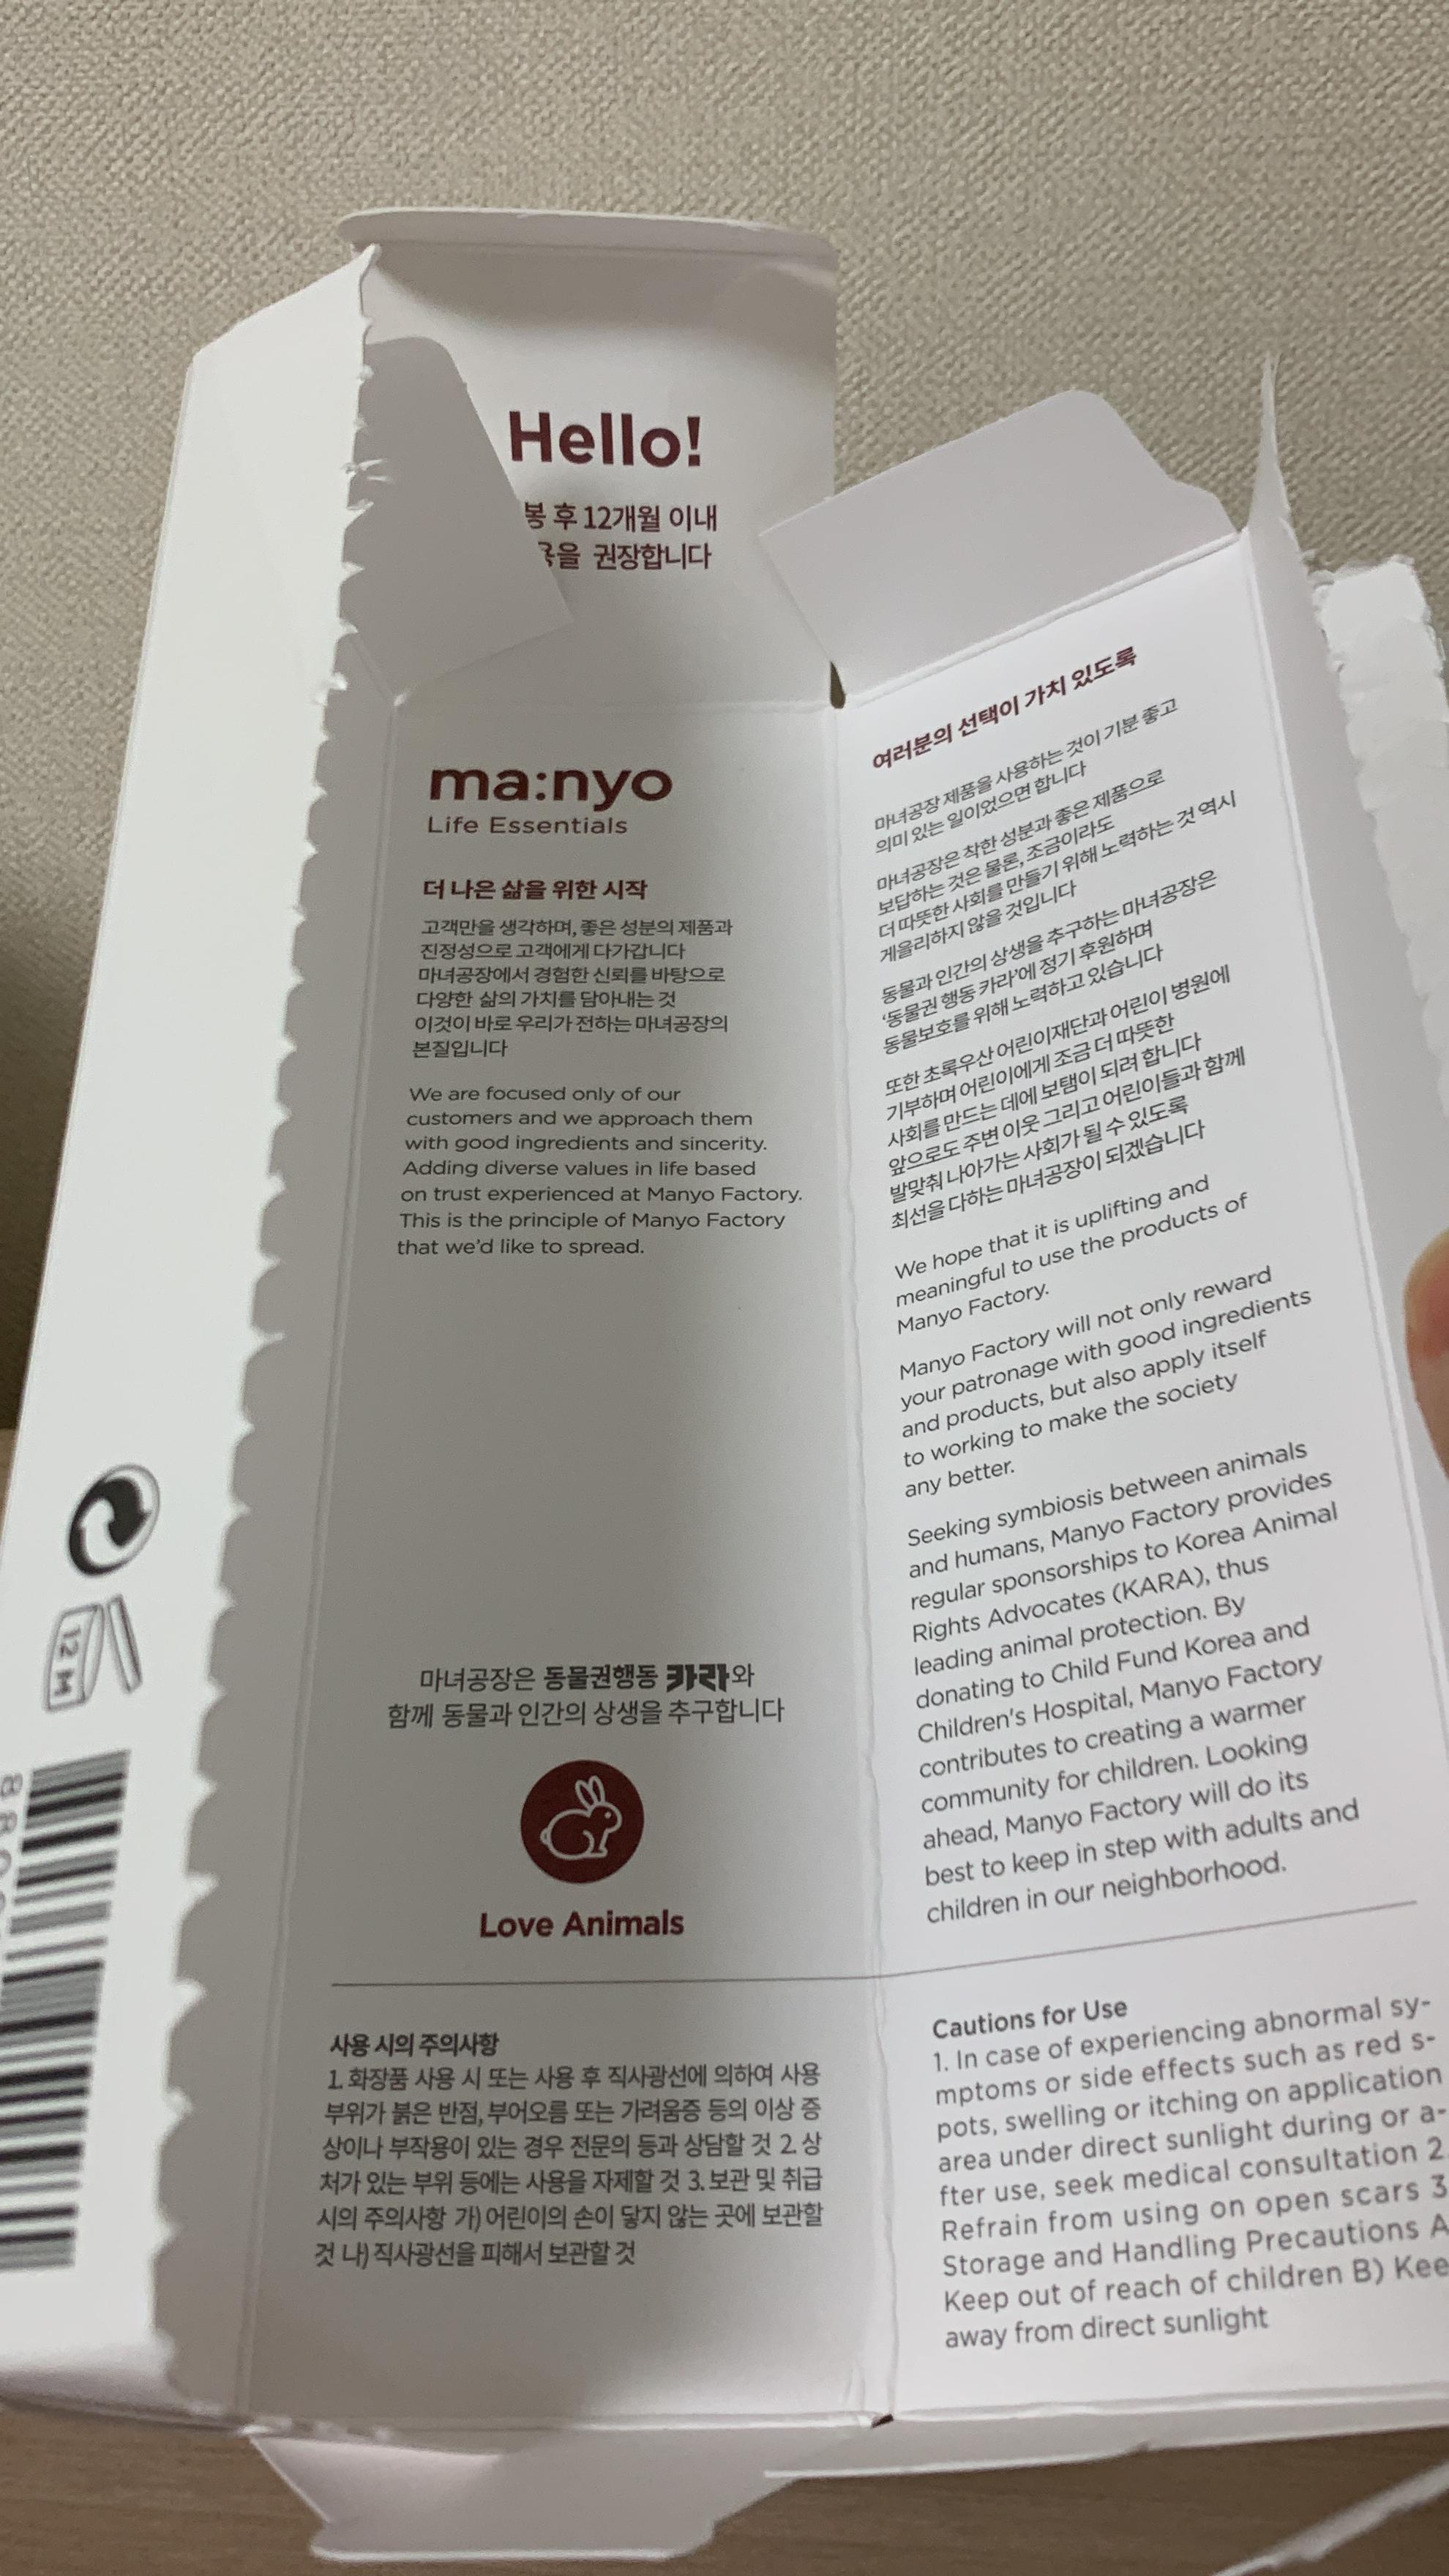 Hello!
후 12개월 이내
권장합니다
ma:nyo
Life Essentials
더 나은 삶을 위한 시작
고객만을 생각하며, 좋은 성분의 제품과
진정성으로 고객에게 다가갑니다
마녀공장에서 경험한 신뢰를 바탕으로
다양한 삶의 가치를 담아내는 것
이것이 바로 우리가 전하는 마녀공장의
본질입니다
We are focused only of our
customers and we approach them
with good ingredients and sincerity.
Adding diverse values in life based
on trust experienced at Manyo Factory.
This is the principle of Manyo Factory
that we'd like to spread.
마녀공장은 동물권행동 카라와
함께 동물과 인간의 상생을 추구합니다
Love Animals
사용 시의 주의사항
1. 화장품 사용 시 또는 사용 후 직사광선에 의하여 사용
부위가 붉은 반점, 부어오름 또는 가려움증 등의 이상 증
상이나 부작용이 있는 경우 전문의 등과 상담할 것 2. 상
처가 있는 부위 등에는 사용을 자제할 것 3. 보관 및 취급
시의 주의사항 가) 어린이의 손이 닿지 않는 곳에 보관할
것 나) 직사광선을 피해서 보관할 것
여러분의 선택이 가치 있도록
마녀공장 제품을 사용하는 것이 기분 좋고
의미 있는 일이었으면 합니다
마녀공장은 착한 성분과 좋은 제품으로
보답하는 것은 물론, 조금이라도
더 따뜻한 사회를 만들기 위해 노력하는 것 역시
게을리하지 않을 것입니다
동물과 인간의 상생을 추구하는 마녀공장은
'동물권 행동 카라'에 정기 후원하며
동물보호를 위해 노력하고 있습니다
또한 초록우산 어린이재단과 어린이 병원에
기부하며 어린이에게 조금 더 따뜻한
사회를 만드는 데에 보탬이 되려 합니다
앞으로도 주변 이웃 그리고 어린이들과 함께
발맞춰 나아가는 사회가 될 수 있도록
최선을 다하는 마녀공장이 되겠습니다
We hope that it is uplifting and
meaningful to use the products of
Manyo Factory.
Manyo Factory will not only reward
your patronage with good ingredients
and products, but also apply itself
to working to make the society
any better.
Seeking symbiosis between animals
and humans, Manyo Factory provides
regular sponsorships to Korea Animal
Rights Advocates (KARA), thus
leading animal protection. By
donating to Child Fund Korea and
Children's Hospital, Manyo Factory
contributes to creating a warmer
community for children. Looking
ahead, Manyo Factory will do its
best to keep in step with adults and
children in our neighborhood.
Cautions for Use
1. In case of experiencing abnormal sy-
mptoms or side effects such as red s-
pots, swelling or itching on application
area under direct sunlight during or a-
fter use, seek medical consultation 2.
Refrain from using on open scars 3
Storage and Handling Precautions A
Keep out of reach of children B) Kee
away from direct sunlight
12 M